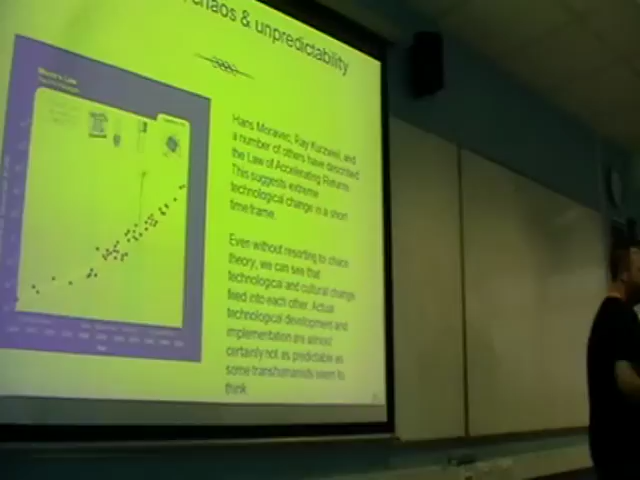 chaos & unpredictability
Moore's Law
Hans Moravec, Ray Kurzweil, and
a number of others have described
the Law of Accelerating Returns.
This suggests extreme
technological change in a short
timeframe.
Even without resorting to chaos
theory, we can see that
technological and cultural change
feed into each other. Actual
technological development and
implementation are almost
certainly not as predictable as
some transhumanists seem to
think.